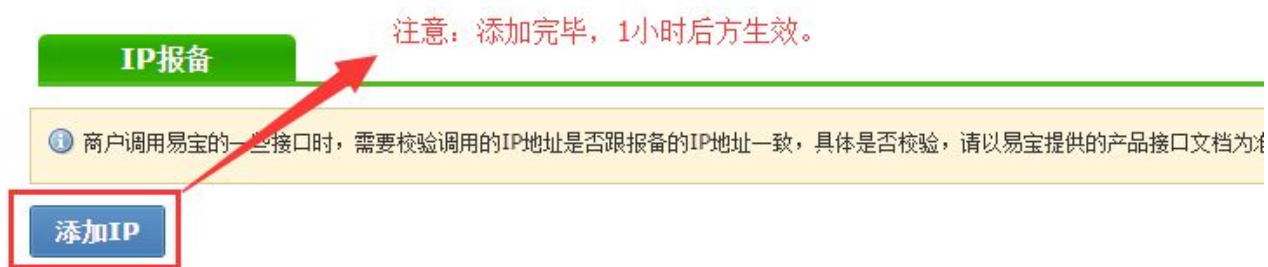 注意：添加完毕，1小时后方生效。
IP报备
商户调用易宝的一些接口时，需要校验调用的IP地址是否跟报备的IP地址一致，具体是否校验，请以易宝提供的产品接口文档为准
添加IP